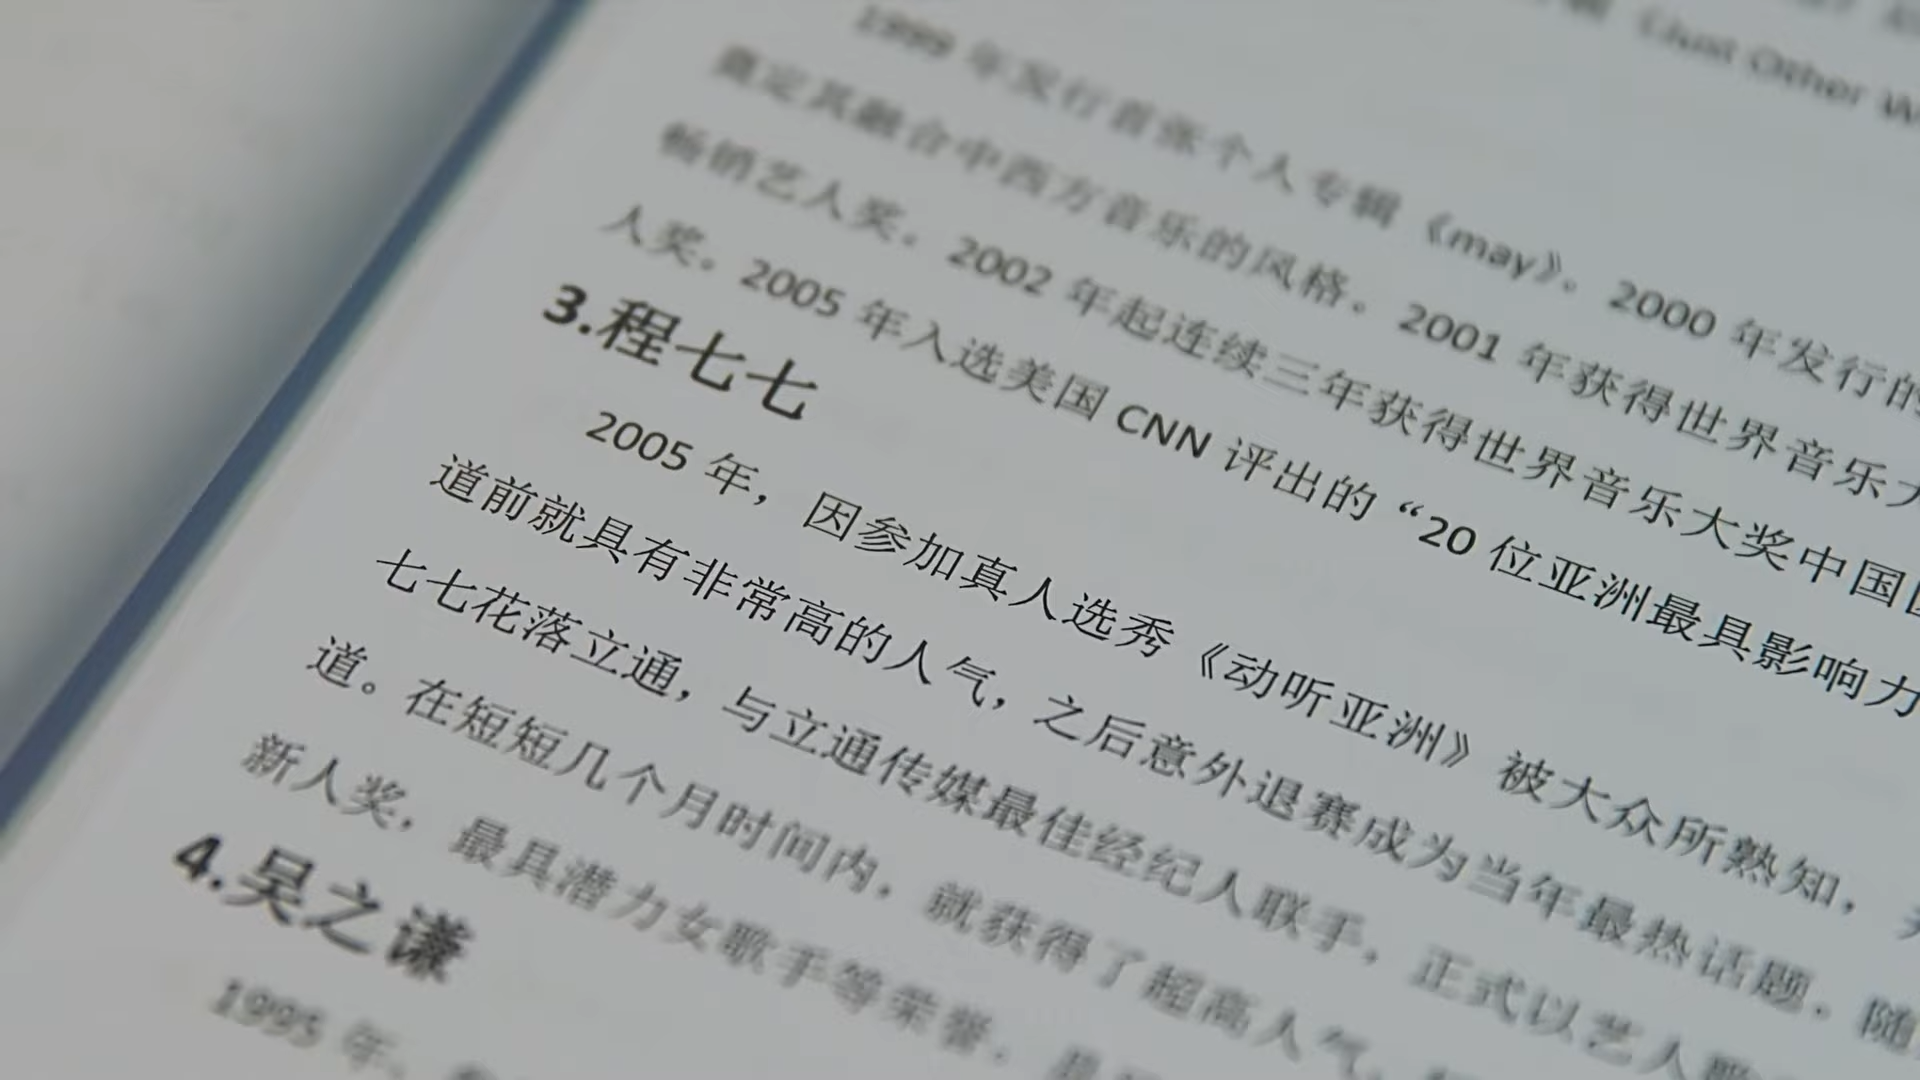 《Just Other W
1999 年发行首张个人专辑《may》。2000 年发行的
奠定其融合中西方音乐的风格。2001 年获得世界音乐大
畅销艺人奖。2002 年起连续三年获得世界音乐大奖中国
人奖。2005 年入选美国 CNN 评出的“20 位亚洲最具影响力
3.程七七
2005 年，因参加真人选秀《动听亚洲》被大众所熟知，
道前就具有非常高的人气，之后意外退赛成为当年最热话题。随
七七花落立通，与立通传媒最佳经纪人联手，正式以艺人歌
道。在短短几个月时间内，就获得了超高人气，
新人奖，最具潜力女歌手等荣誉。是
4.吴之谦
1995 年，